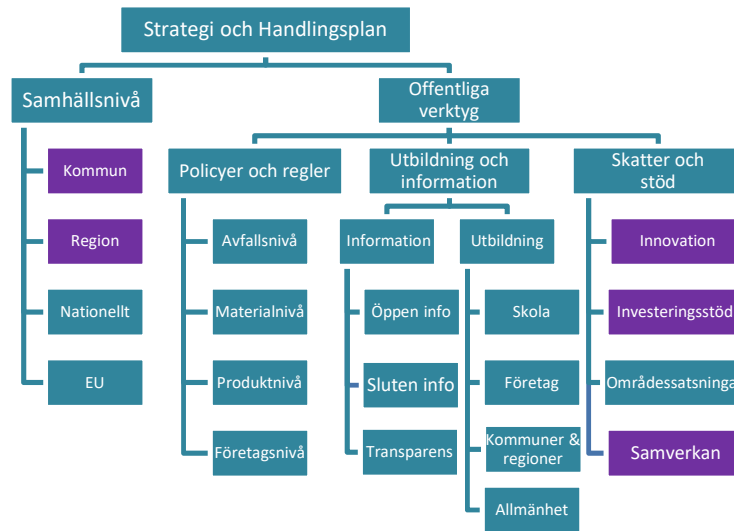 Strategi och Handlingsplan
Samhällsnivå
Offentliga
verktyg
Kommun
Region
Nationellt
EU
Policyer och regler
Utbildning och
information
Skatter och
stöd
Avfallsnivå
Materialnivå
Produktnivå
Företagsnivå
Information
Öppen info
Sluten info
Transparens
Utbildning
Skola
Företag
Kommuner &
regioner
Allmänhet
Innovation
Investeringsstöd
Områdessatsninga
Samverkan